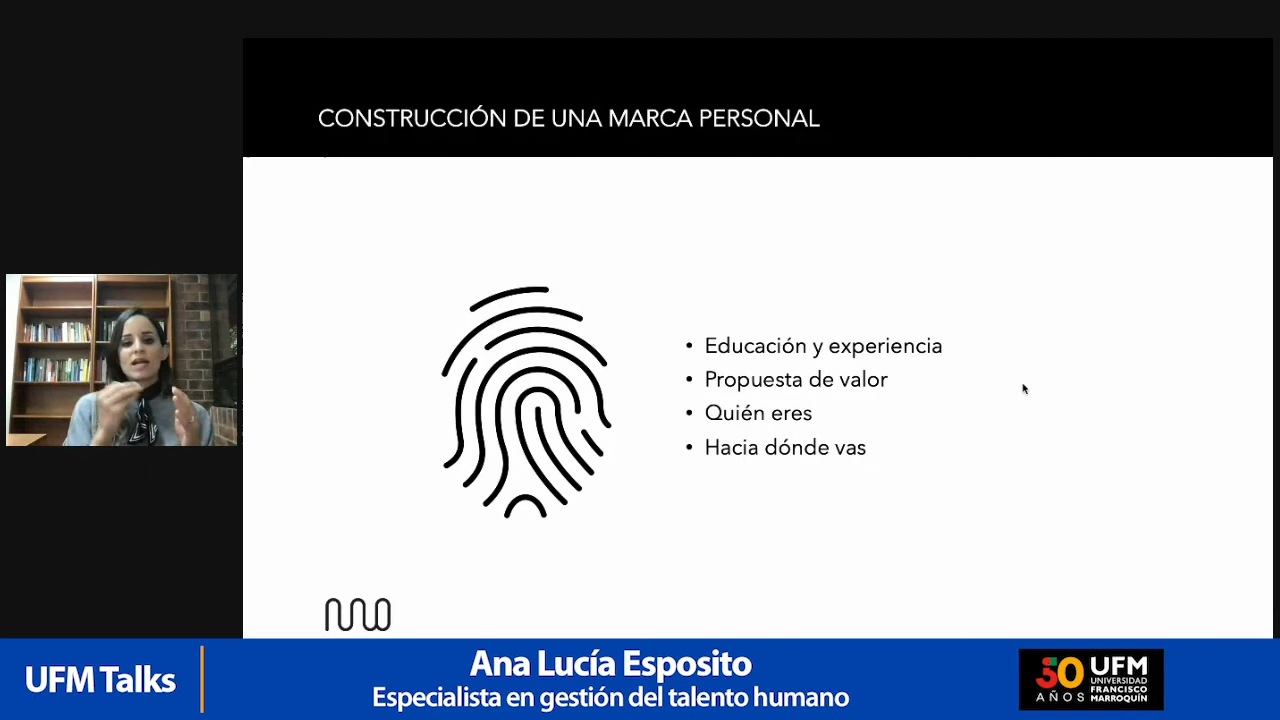 CONSTRUCCIÓN DE UNA MARCA PERSONAL
• Educación y experiencia
• Propuesta de valor
• Quién eres
• Hacia dónde vas
UFM Talks
Ana Lucía Esposito
Especialista en gestión del talento humano
50
AÑOS
UFM
UNIVERSIDAD
FRANCISCO
MARROQUÍN